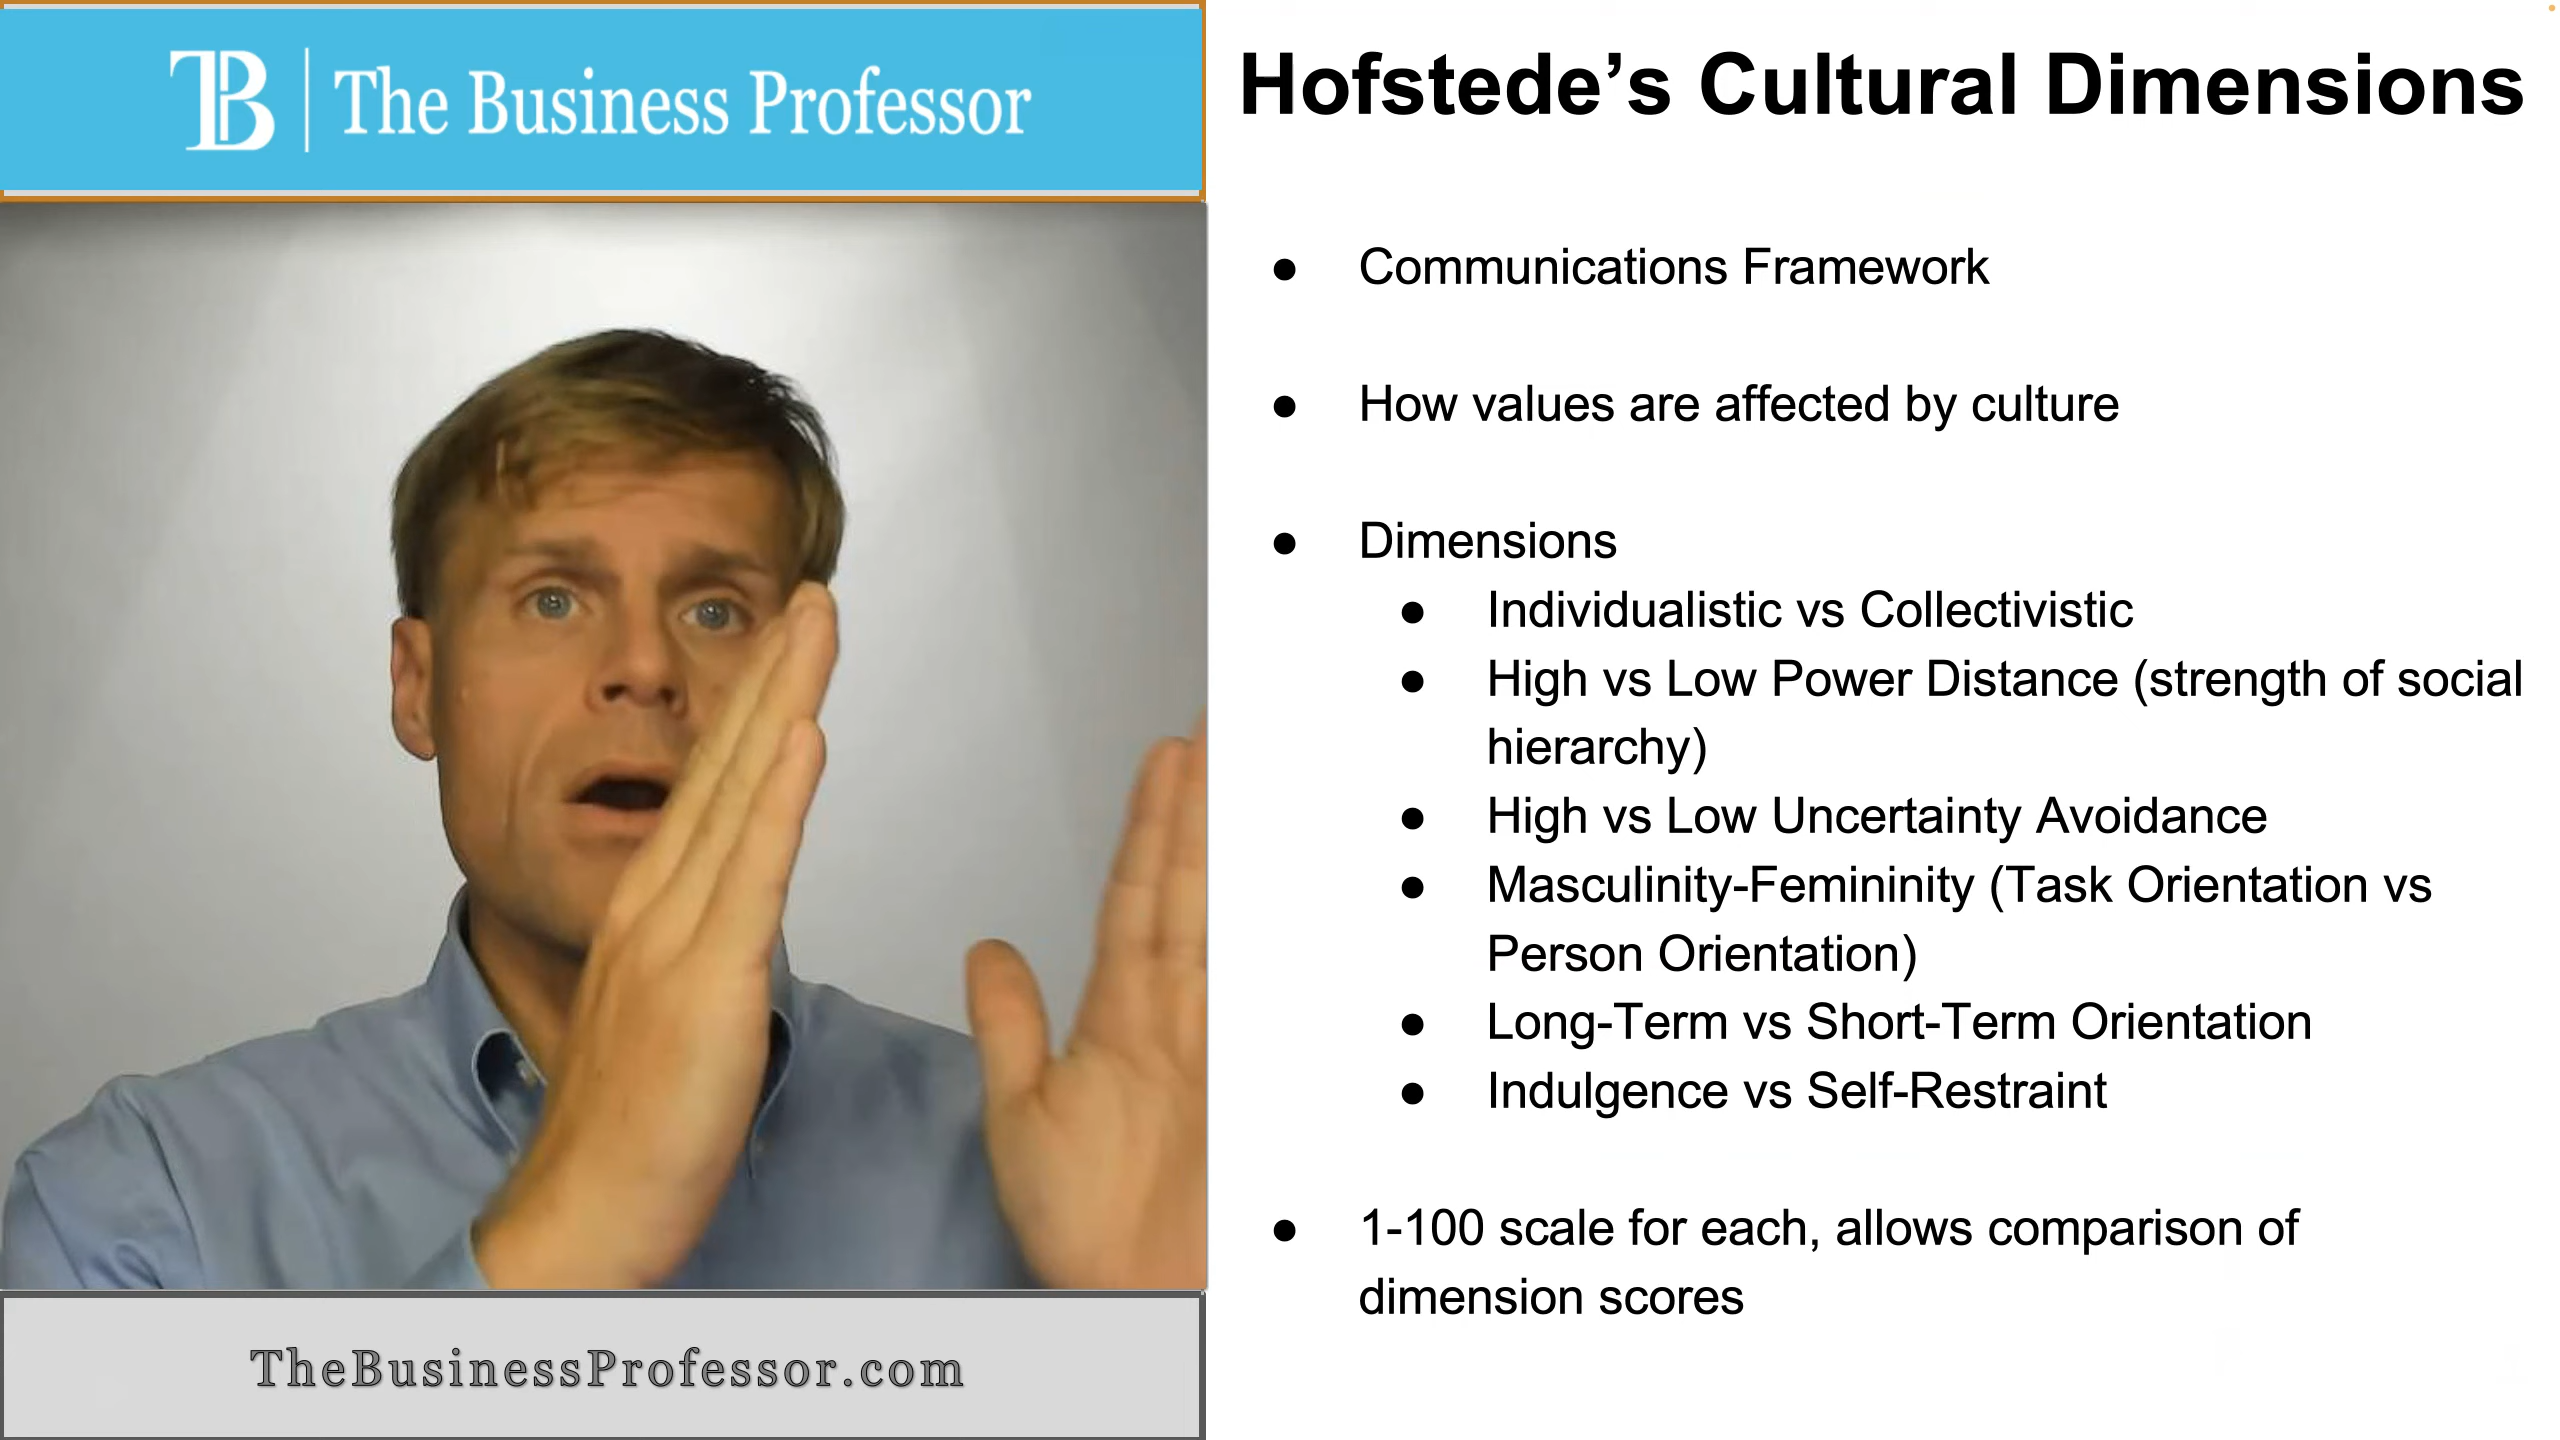 TB | The Business Professor
Hofstede’s Cultural Dimensions
● Communications Framework
● How values are affected by culture
● Dimensions
● Individualistic vs Collectivistic
● High vs Low Power Distance (strength of social
hierarchy)
● High vs Low Uncertainty Avoidance
● Masculinity-Femininity (Task Orientation vs
Person Orientation)
● Long-Term vs Short-Term Orientation
● Indulgence vs Self-Restraint
● 1-100 scale for each, allows comparison of
dimension scores
TheBusinessProfessor.com